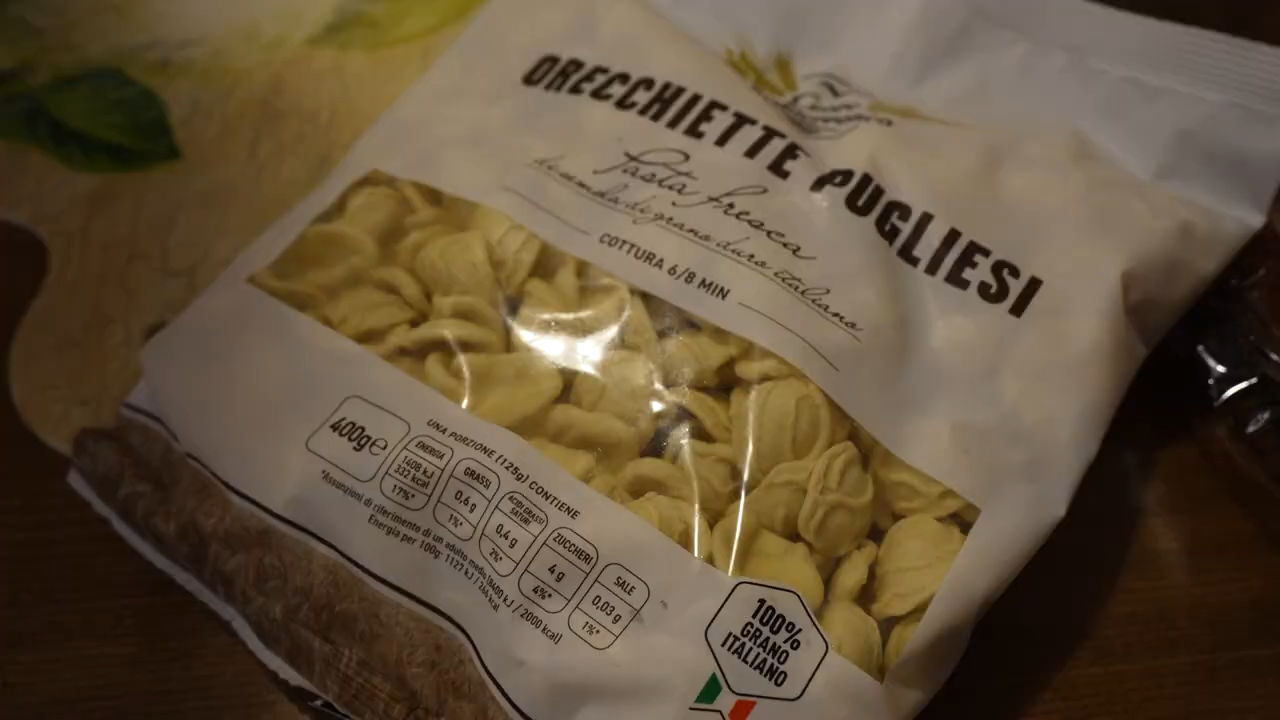 ORECCHIETTE PUGLIESI
Pasta fresca
di semola di grano duro italiano
COTTURA 6/8 MIN
400g℮
UNA PORZIONE (125g) CONTIENE
ENERGIA
1408 kJ
332 kcal
17%*
GRASSI
0,6 g
1%*
ACIDI GRASSI
SATURI
0,4 g
2%*
ZUCCHERI
4 g
4%*
SALE
0,03 g
1%*
*Assunzioni di riferimento di un adulto medio (8400 kJ / 2000 kcal)
Energia per 100g: 1127 kJ / 266 kcal
100%
GRANO
ITALIANO